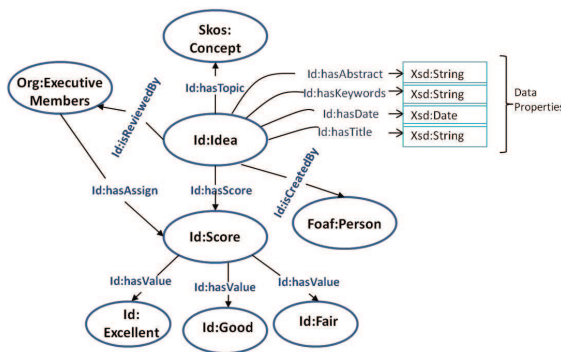 Skos:
Concept
Org:Executive
Members
Id:hasTopic
Id:hasAbstract
Xsd:String
Id:hasKeywords
Xsd:String
Id:hasDate
Xsd:Date
Id:hasTitle
Xsd:String
Data
Properties
Id:isReviewedBy
Id:Idea
Id:hasAssign
Id:hasScore
Id:isCreatedBy
Foaf:Person
Id:Score
Id:hasValue
Id:hasValue
Id:hasValue
Id:
Excellent
Id:Good
Id:Fair